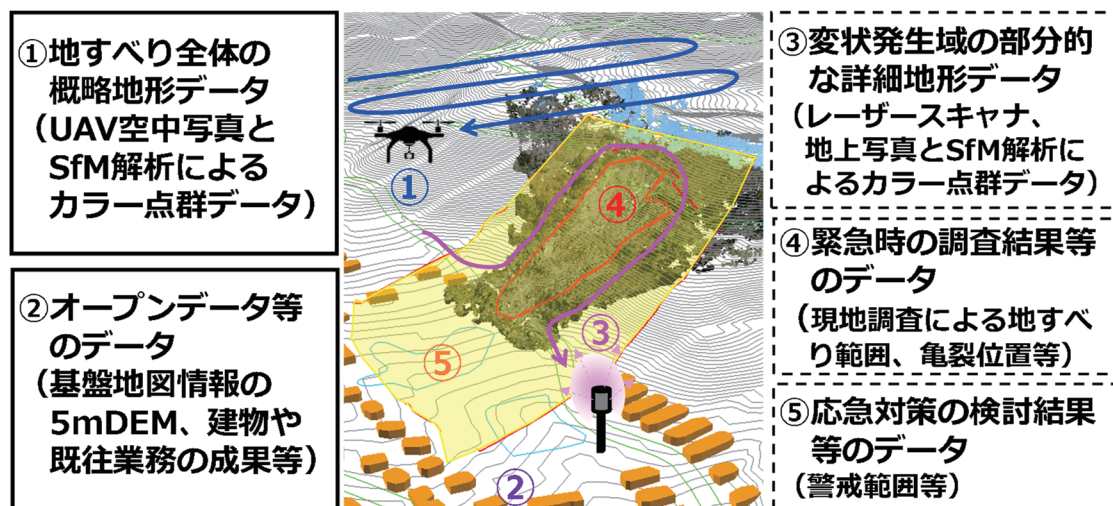 ①地すべり全体の
概略地形データ
（UAV空中写真と
SfM解析による
カラー点群データ）
②オープンデータ等
のデータ
（基盤地図情報の
5mDEM、建物や
既往業務の成果等）
①
④
③
⑤
②
③変状発生域の部分的
な詳細地形データ
（レーザースキャナ、
地上写真とSfM解析に
よるカラー点群データ）
④緊急時の調査結果等
のデータ
（現地調査による地すべ
り範囲、亀裂位置等）
⑤応急対策の検討結果
等のデータ
（警戒範囲等）